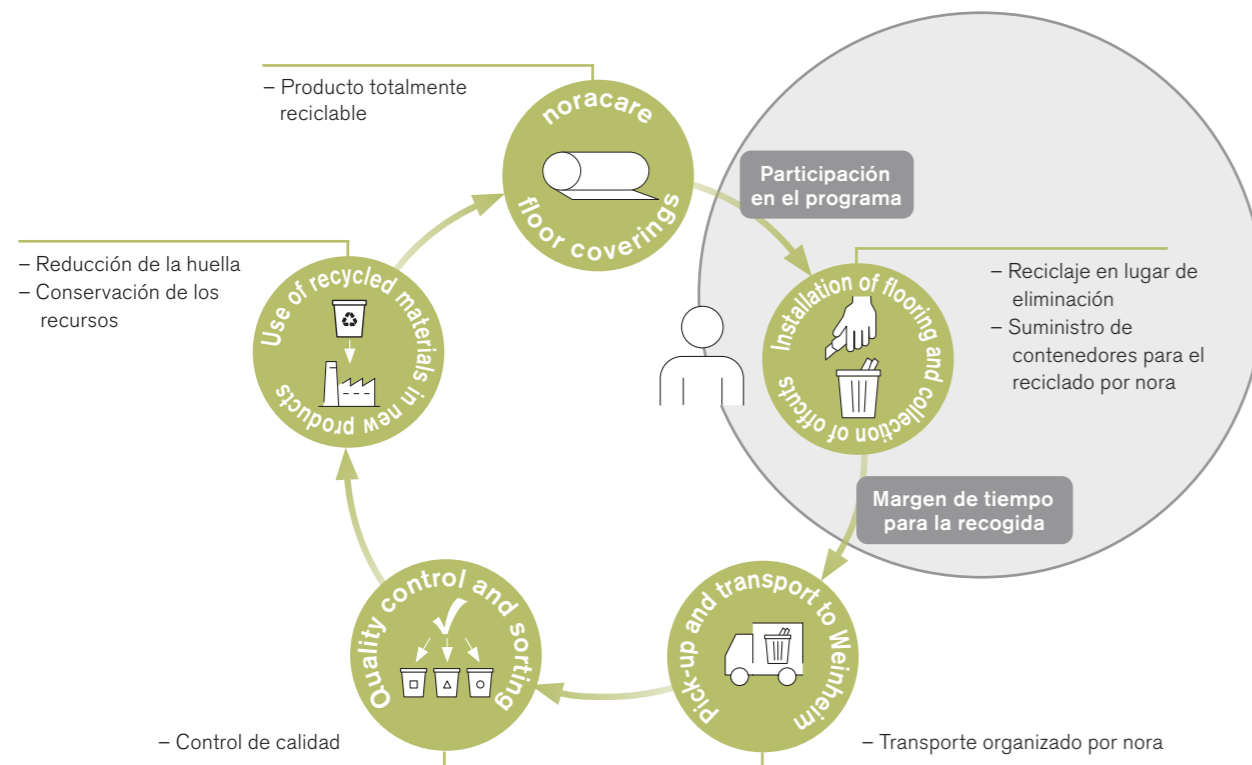 – Producto totalmente
reciclable
noracare
floor coverings
Participación
en el programa
– Reducción de la huella
– Conservación de los
recursos
Use of recycled materials in new products
Installation of flooring and collection of offcuts
– Reciclaje en lugar de
eliminación
– Suministro de
contenedores para el
reciclado por nora
Margen de tiempo
para la recogida
Quality control and sorting
Pick-up and transport to Weinheim
– Control de calidad
– Transporte organizado por nora